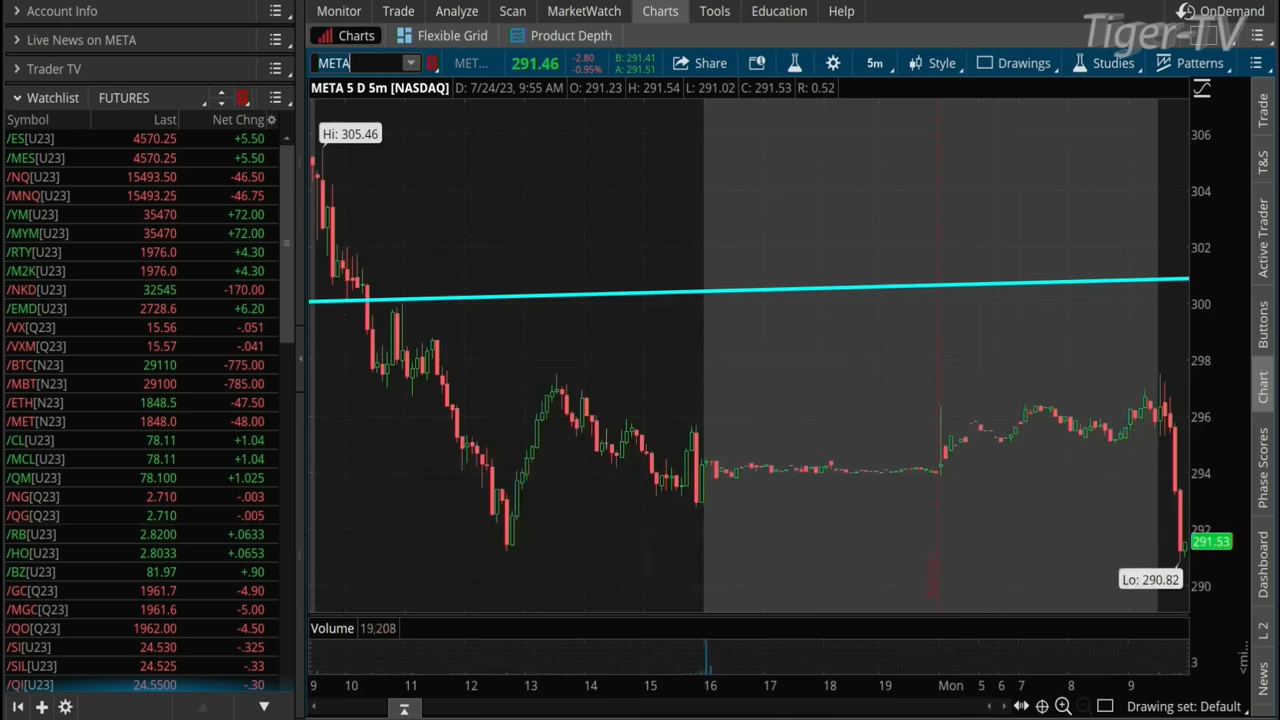 Account Info
Live News on META
Trader TV
Watchlist FUTURES
Symbol Last Net Chng
/ES[U23] 4570.25 +5.50
/MES[U23] 4570.25 +5.50
/NQ[U23] 15493.50 -46.50
/MNQ[U23] 15493.25 -46.75
/YM[U23] 35470 +72.00
/MYM[U23] 35470 +72.00
/RTY[U23] 1976.0 +4.30
/M2K[U23] 1976.0 +4.30
/NKD[U23] 32545 -170.00
/EMD[U23] 2728.6 +6.20
/VX[Q23] 15.56 -.051
/VXM[Q23] 15.57 -.041
/BTC[N23] 29110 -775.00
/MBT[N23] 29100 -785.00
/ETH[N23] 1848.5 -47.50
/MET[N23] 1848.0 -48.00
/CL[U23] 78.11 +1.04
/MCL[U23] 78.11 +1.04
/QM[U23] 78.100 +1.025
/NG[Q23] 2.710 -.003
/QG[Q23] 2.710 -.005
/RB[U23] 2.8200 +.0633
/HO[U23] 2.8033 +.0653
/BZ[U23] 81.97 +.90
/GC[Q23] 1961.7 -4.90
/MGC[Q23] 1961.6 -5.00
/QO[Q23] 1962.00 -4.50
/SI[U23] 24.530 -.325
/SIL[U23] 24.525 -.33
/QI[U23] 24.5500 -.30
Monitor Trade Analyze Scan MarketWatch Charts Tools Education Help
OnDemand
Tiger-TV
Charts Flexible Grid Product Depth
META MET... 291.46 -2.80 -0.95% B: 291.41 A: 291.51 Share 5m Style Drawings Studies Patterns
META 5 D 5m [NASDAQ] D: 7/24/23, 9:55 AM O: 291.23 H: 291.54 L: 291.02 C: 291.53 R: 0.52
Hi: 305.46
306
304
302
300
298
296
294
292
291.53
290
Lo: 290.82
Volume 19,208
3
9 10 11 12 13 14 15 16 17 18 19 Mon 5 6 7 8 9
Drawing set: Default
Trade
T&S
Active Trader
Buttons
Chart
Phase Scores
Dashboard
L 2
News
<mi...